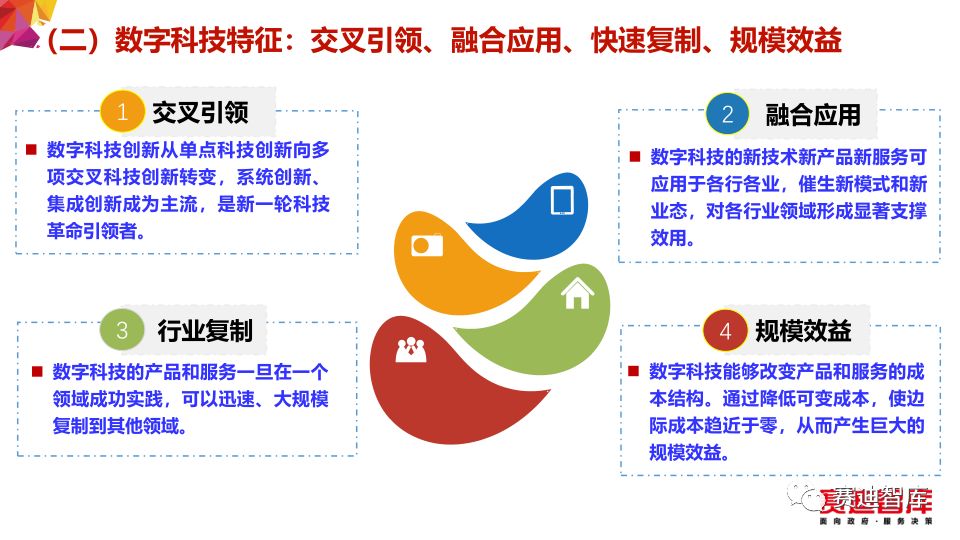 （二）数字科技特征：交叉引领、融合应用、快速复制、规模效益
1 交叉引领
■ 数字科技创新从单点科技创新向多
项交叉科技创新转变，系统创新、
集成创新成为主流，是新一轮科技
革命引领者。
2 融合应用
■ 数字科技的新技术新产品新服务可
应用于各行各业，催生新模式和新
业态，对各行业领域形成显著支撑
效用。
3 行业复制
■ 数字科技的产品和服务一旦在一个
领域成功实践，可以迅速、大规模
复制到其他领域。
4 规模效益
■ 数字科技能够改变产品和服务的成
本结构。通过降低可变成本，使边
际成本趋近于零，从而产生巨大的
规模效益。
赛迪智库
赛迪智库
面向政府·服务决策